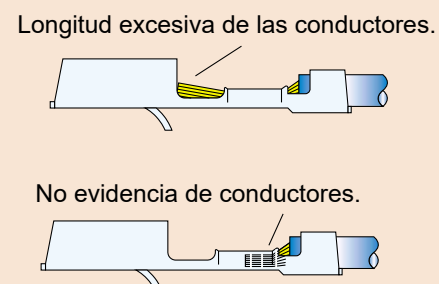 Longitud excesiva de las conductores.
No evidencia de conductores.